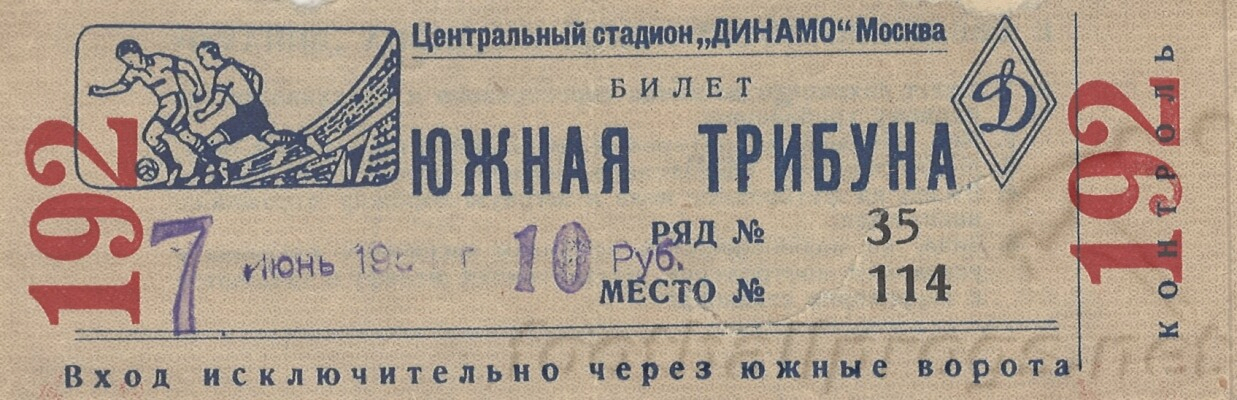 Центральный стадион „ДИНАМО“ Москва
БИЛЕТ
Д
ЮЖНАЯ ТРИБУНА
192
192
КОНТРОЛЬ
7 Июнь г 10 Руб.
РЯД № 35
МЕСТО № 114
Вход исключительно через южные ворота